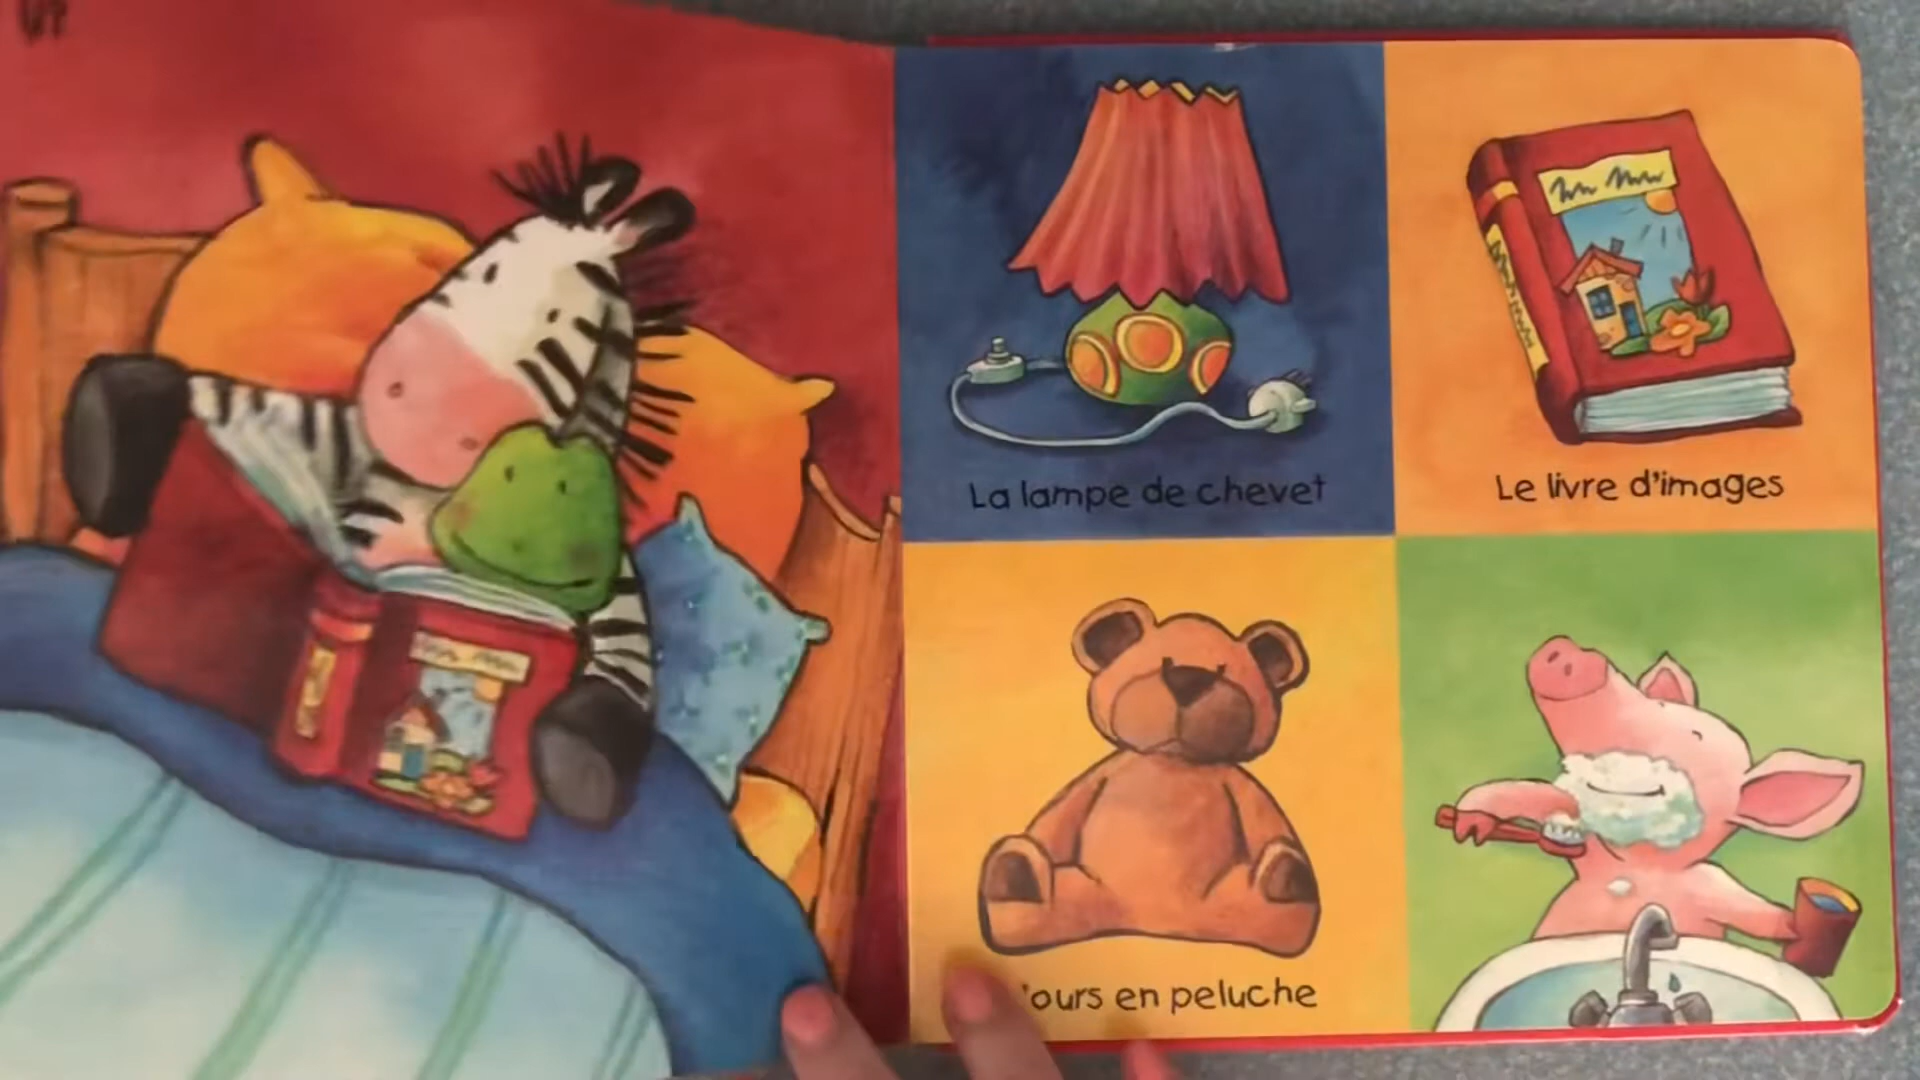 La lampe de chevet
Le livre d'images
'ours en peluche